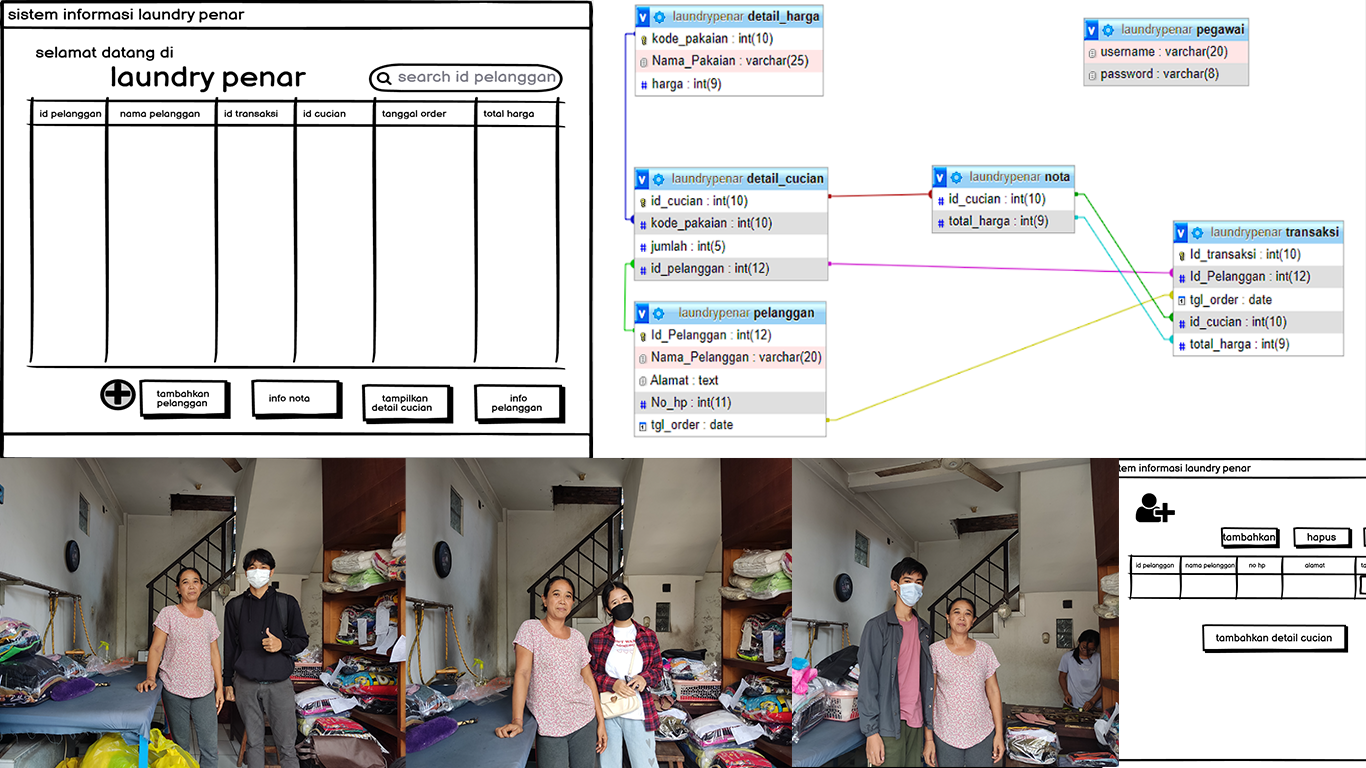 sistem informasi laundry penar
selamat datang di
laundry penar
search id pelanggan
id pelanggan
nama pelanggan
id transaksi
id cucian
tanggal order
total harga
tambahkan
pelanggan
info nota
tampilkan
detail cucian
info
pelanggan
laundrypenar detail_harga
kode_pakaian : int(10)
Nama_Pakaian : varchar(25)
harga : int(9)
laundrypenar pegawai
username : varchar(20)
password : varchar(8)
laundrypenar detail_cucian
id_cucian : int(10)
kode_pakaian : int(10)
jumlah : int(5)
id_pelanggan : int(12)
laundrypenar nota
id_cucian : int(10)
total_harga : int(9)
laundrypenar transaksi
Id_transaksi : int(10)
Id_Pelanggan : int(12)
tgl_order : date
id_cucian : int(10)
total_harga : int(9)
laundrypenar pelanggan
Id_Pelanggan : int(12)
Nama_Pelanggan : varchar(20)
Alamat : text
No_hp : int(11)
tgl_order : date
tem informasi laundry penar
tambahkan
hapus
id pelanggan
nama pelanggan
no hp
alamat
ta
tambahkan detail cucian